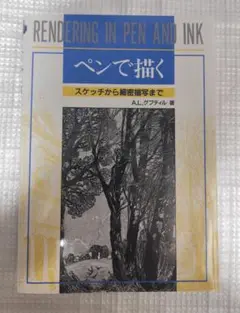 RENDERING IN PEN AND INK
ペンで描く
スケッチから細密描写まで
A.L.グプティル 著